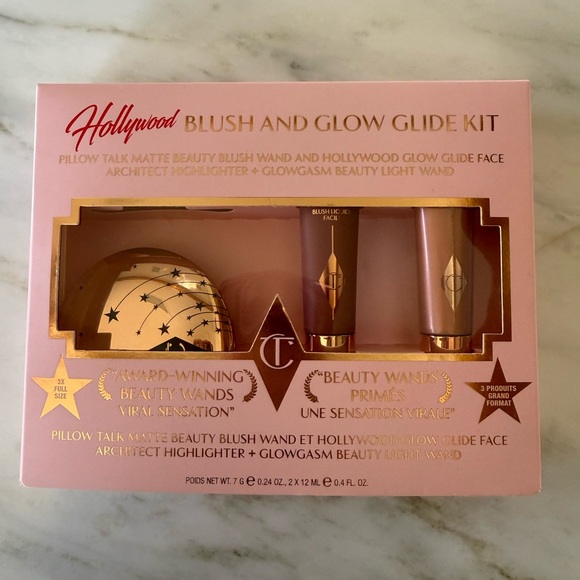 Hollywood BLUSH AND GLOW GLIDE KIT
PILLOW TALK MATTE BEAUTY BLUSH WAND AND HOLLYWOOD GLOW GLIDE FACE
ARCHITECT HIGHLIGHTER + GLOWGASM BEAUTY LIGHT WAND
BLUSH LIQUID
FACIL
CT
3X
FULL
SIZE
"AWARD-WINNING
BEAUTY WANDS
VIRAL SENSATION"
"BEAUTY WANDS
PRIMÉS
UNE SENSATION VIRALE"
3 PRODUITS
GRAND
FORMAT
PILLOW TALK MATTE BEAUTY BLUSH WAND ET HOLLYWOOD GLOW GLIDE FACE
ARCHITECT HIGHLIGHTER + GLOWGASM BEAUTY LIGHT WAND
POIDS NET WT. 7 G ℮ 0.24 OZ., 2 X 12 ML ℮ 0.4 FL. OZ.